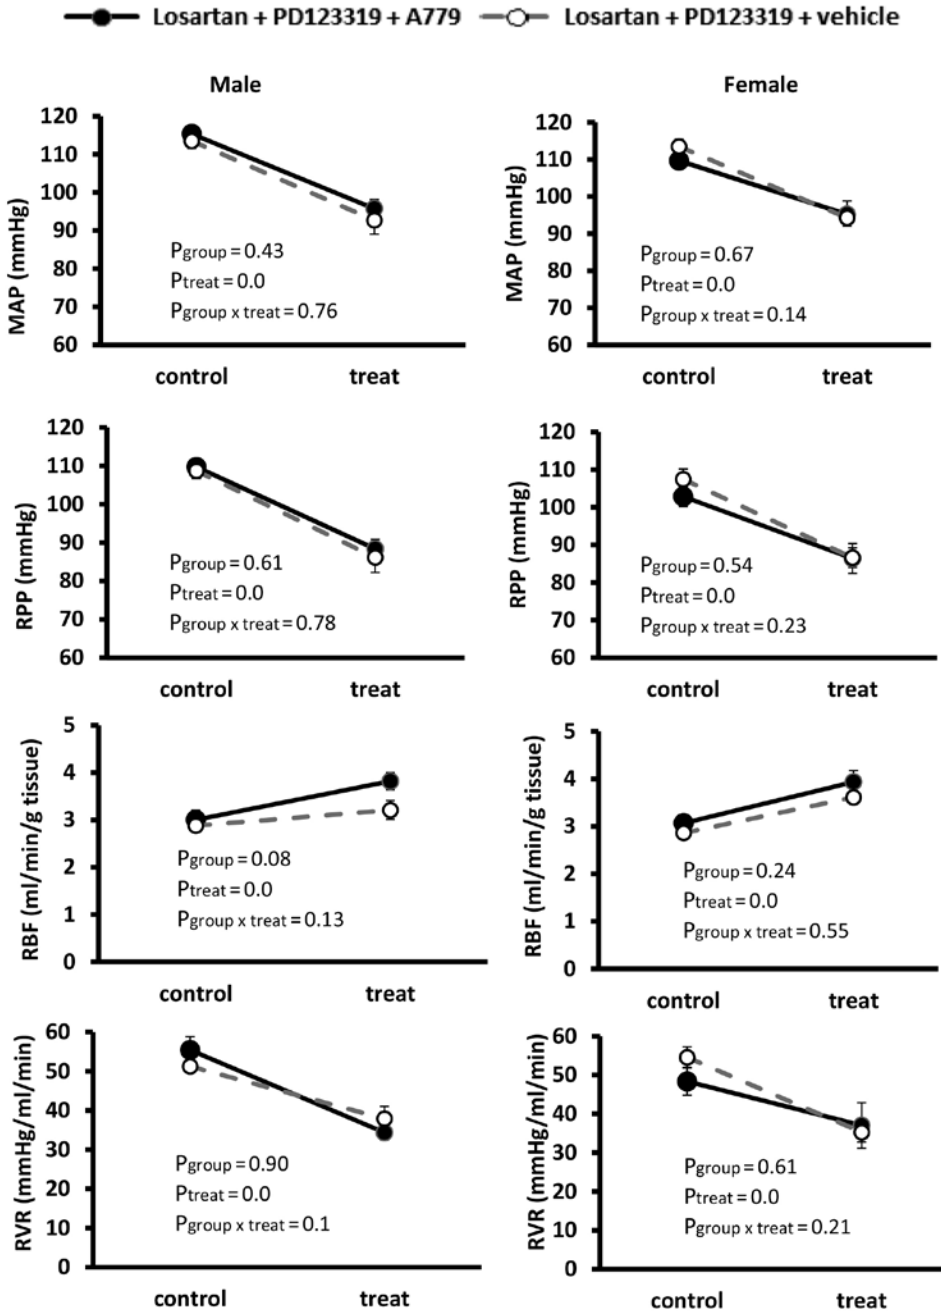 Losartan + PD123319 + A779 Losartan + PD123319 + vehicle
Male
Female
MAP (mmHg)
120
110
100
90
80
70
60
Pgroup = 0.43
Ptreat = 0.0
Pgroup x treat = 0.76
control treat
MAP (mmHg)
120
110
100
90
80
70
60
Pgroup = 0.67
Ptreat = 0.0
Pgroup x treat = 0.14
control treat
RPP (mmHg)
120
110
100
90
80
70
60
Pgroup = 0.61
Ptreat = 0.0
Pgroup x treat = 0.78
control treat
RPP (mmHg)
120
110
100
90
80
70
60
Pgroup = 0.54
Ptreat = 0.0
Pgroup x treat = 0.23
control treat
RBF (ml/min/g tissue)
5
4
3
2
1
0
Pgroup = 0.08
Ptreat = 0.0
Pgroup x treat = 0.13
control treat
RBF (ml/min/g tissue)
5
4
3
2
1
0
Pgroup = 0.24
Ptreat = 0.0
Pgroup x treat = 0.55
control treat
RVR (mmHg/ml/min)
60
50
40
30
20
10
0
Pgroup = 0.90
Ptreat = 0.0
Pgroup x treat = 0.1
control treat
RVR (mmHg/ml/min)
60
50
40
30
20
10
0
Pgroup = 0.61
Ptreat = 0.0
Pgroup x treat = 0.21
control treat